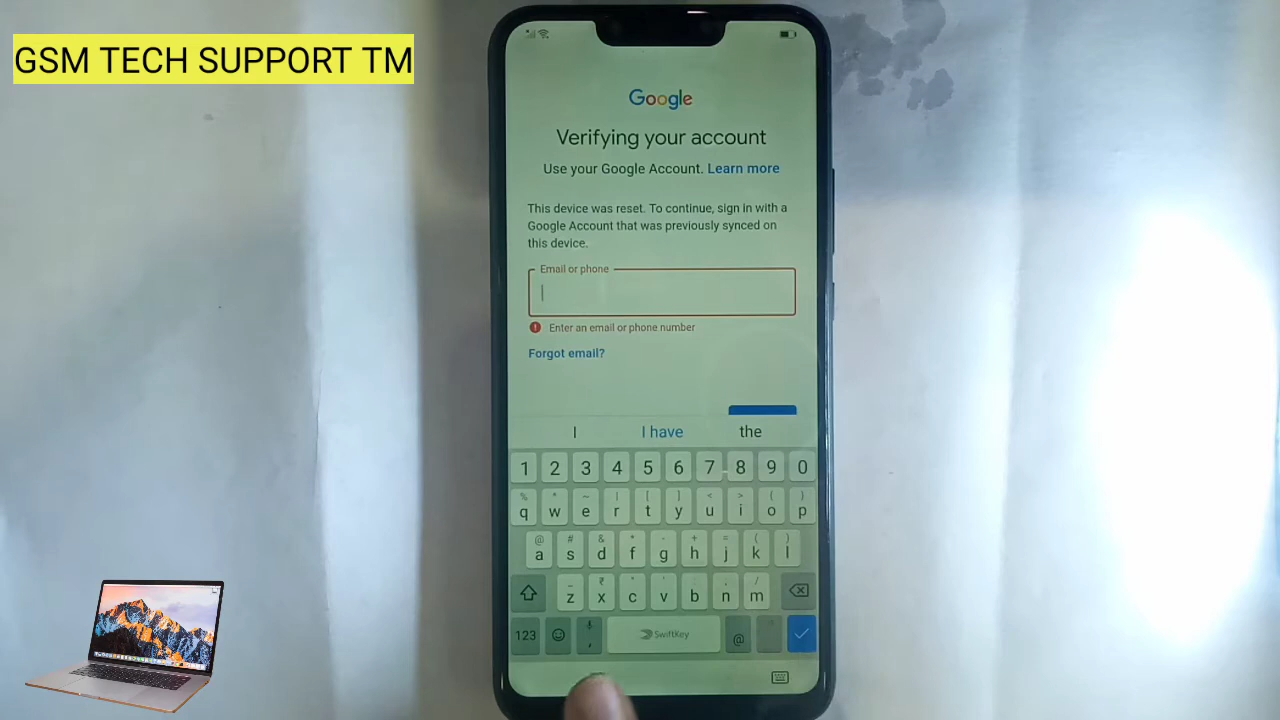 GSM TECH SUPPORT TM
Google
Verifying your account
Use your Google Account. Learn more
This device was reset. To continue, sign in with a
Google Account that was previously synced on
this device.
Email or phone
Enter an email or phone number
Forgot email?
I I have the
1 2 3 4 5 6 7 8 9 0
% ^ ~ | [ ] < > { }
q w e r t y u i o p
@ # & * - + = ( )
a s d f g h j k l
_ ₹ " ' : ; /
z x c v b n m
123 , SwiftKey @